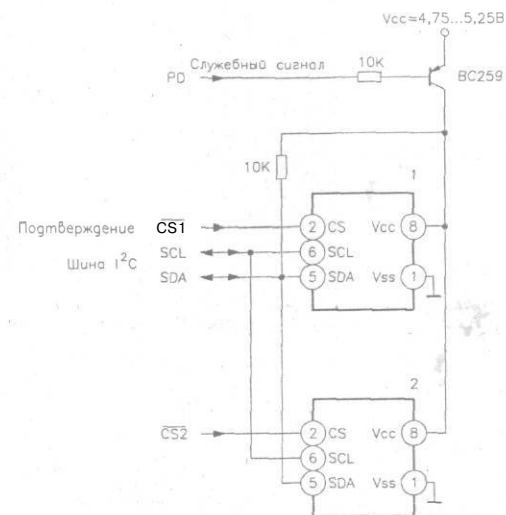 Vcc=4,75...5,25В
Служебный сигнал
10К
PD
BC259
10К
1
Подтверждение CS1
2 CS Vcc 8
SCL
6 SCL
Шина I²C
SDA
5 SDA Vss 1
2
CS2
2 CS Vcc 8
6 SCL
5 SDA Vss 1